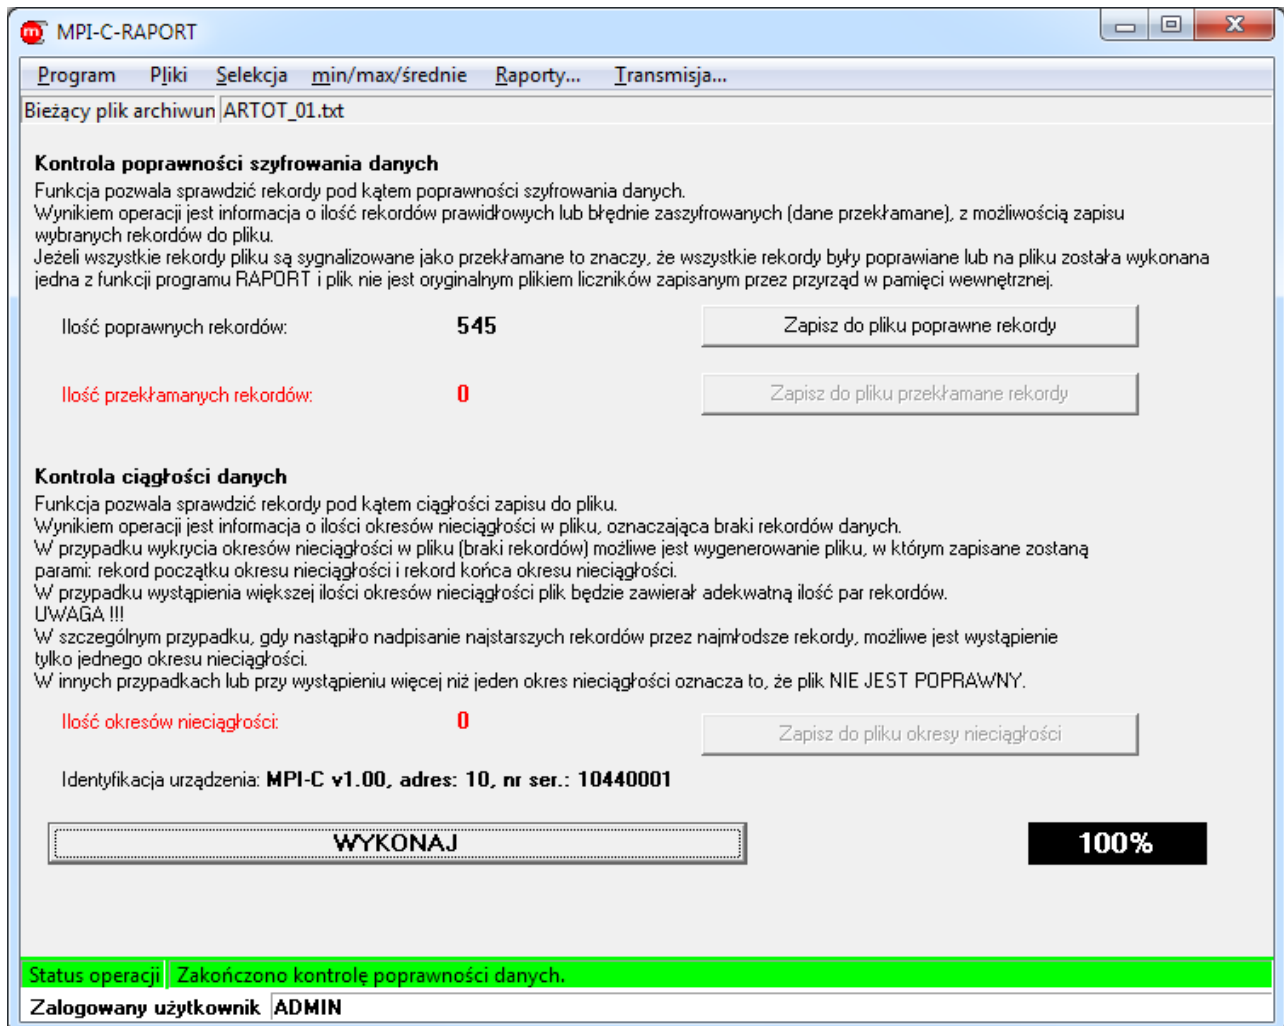 MPI-C-RAPORT
Program Pliki Selekcja min/max/średnie Raporty... Transmisja...
Bieżący plik archiwun ARTOT_01.txt
Kontrola poprawności szyfrowania danych
Funkcja pozwala sprawdzić rekordy pod kątem poprawności szyfrowania danych.
Wynikiem operacji jest informacja o ilość rekordów prawidłowych lub błędnie zaszyfrowanych (dane przekłamane), z możliwością zapisu
wybranych rekordów do pliku.
Jeżeli wszystkie rekordy pliku są sygnalizowane jako przekłamane to znaczy, że wszystkie rekordy były poprawiane lub na pliku została wykonana
jedna z funkcji programu RAPORT i plik nie jest oryginalnym plikiem liczników zapisanym przez przyrząd w pamięci wewnętrznej.
Ilość poprawnych rekordów: 545 Zapisz do pliku poprawne rekordy
Ilość przekłamanych rekordów: 0 Zapisz do pliku przekłamane rekordy
Kontrola ciągłości danych
Funkcja pozwala sprawdzić rekordy pod kątem ciągłości zapisu do pliku.
Wynikiem operacji jest informacja o ilości okresów nieciągłości w pliku, oznaczająca braki rekordów danych.
W przypadku wykrycia okresów nieciągłości w pliku (braki rekordów) możliwe jest wygenerowanie pliku, w którym zapisane zostaną
parami: rekord początku okresu nieciągłości i rekord końca okresu nieciągłości.
W przypadku wystąpienia większej ilości okresów nieciągłości plik będzie zawierał adekwatną ilość par rekordów.
UWAGA !!!
W szczególnym przypadku, gdy nastąpiło nadpisanie najstarszych rekordów przez najmłodsze rekordy, możliwe jest wystąpienie
tylko jednego okresu nieciągłości.
W innych przypadkach lub przy wystąpieniu więcej niż jeden okres nieciągłości oznacza to, że plik NIE JEST POPRAWNY.
Ilość okresów nieciągłości: 0 Zapisz do pliku okresy nieciągłości
Identyfikacja urządzenia: MPI-C v1.00, adres: 10, nr ser.: 10440001
WYKONAJ 100%
Status operacji Zakończono kontrolę poprawności danych.
Zalogowany użytkownik ADMIN